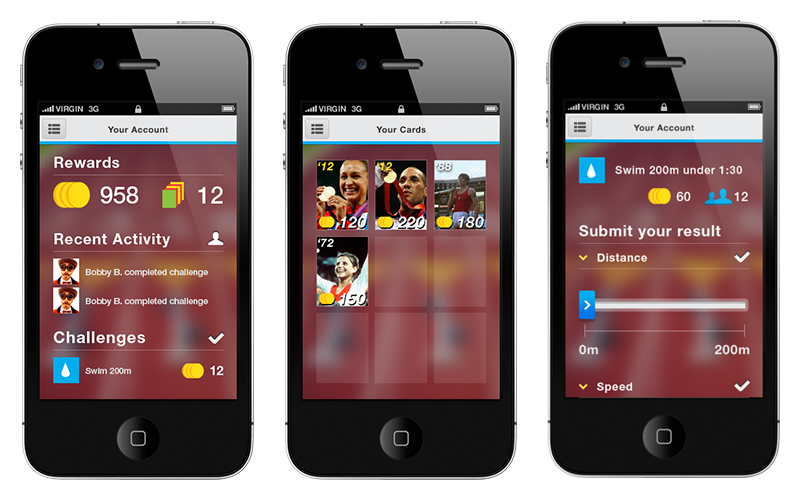 VIRGIN 3G
Your Account
Rewards
958
12
Recent Activity
Bobby B. completed challenge
Bobby B. completed challenge
Challenges
Swim 200m
12
VIRGIN 3G
Your Cards
'12
120
'12
220
'88
180
'72
150
VIRGIN 3G
Your Account
Swim 200m under 1:30
60
12
Submit your result
Distance
0m
200m
Speed